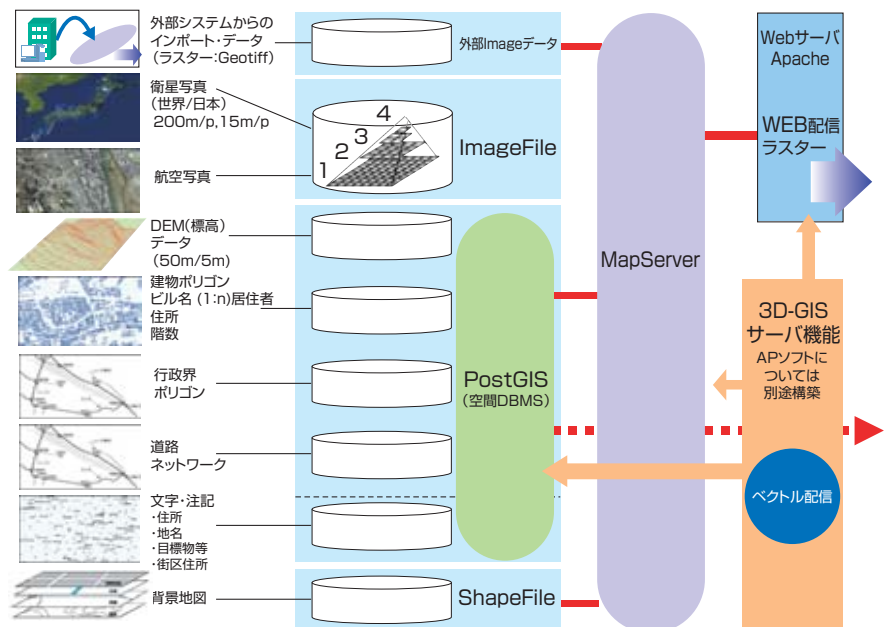 外部システムからの
インポート・データ
(ラスター:Geotiff)
外部Imageデータ
衛星写真
(世界/日本)
200m/p,15m/p
航空写真
1
2
3
4
ImageFile
DEM(標高)
データ
(50m/5m)
建物ポリゴン
ビル名 (1:n)居住者
住所
階数
行政界
ポリゴン
道路
ネットワーク
文字・注記
・住所
・地名
・目標物等
・街区住所
背景地図
PostGIS
(空間DBMS)
ShapeFile
MapServer
Webサーバ
Apache
WEB配信
ラスター
3D-GIS
サーバ機能
APソフトに
ついては
別途構築
ベクトル配信